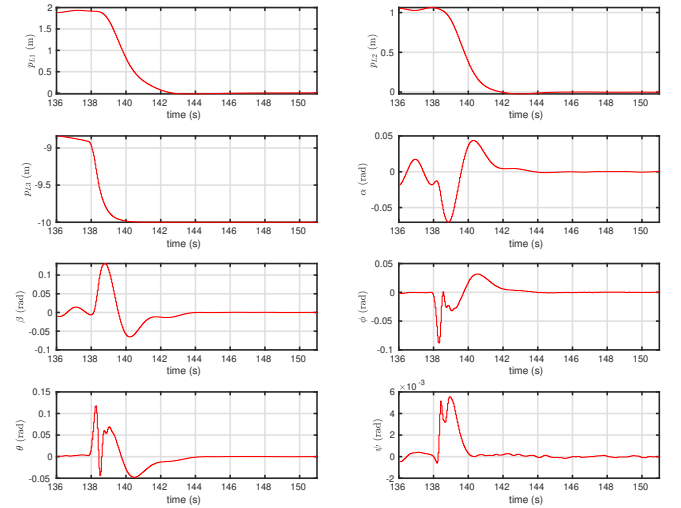 2
1
1.5
1
0.5
0
0
136 138 140 142 144 146 148 150
136 138 140 142 144 146 148 150
p_{L1} (m)
p_{L2} (m)
time (s)
time (s)
0.05
-9
0
-9.5
-0.05
-10
136 138 140 142 144 146 148 150
136 138 140 142 144 146 148 150
p_{L3} (m)
α (rad)
time (s)
time (s)
0.05
0.1
0.05
0
0
-0.05
-0.05
-0.1
-0.1
136 138 140 142 144 146 148 150
136 138 140 142 144 146 148 150
β (rad)
ϕ (rad)
time (s)
time (s)
0.15
6 ×10^{-3}
0.1
4
0.05
2
0
0
-0.05
-2
136 138 140 142 144 146 148 150
136 138 140 142 144 146 148 150
θ (rad)
ψ (rad)
time (s)
time (s)